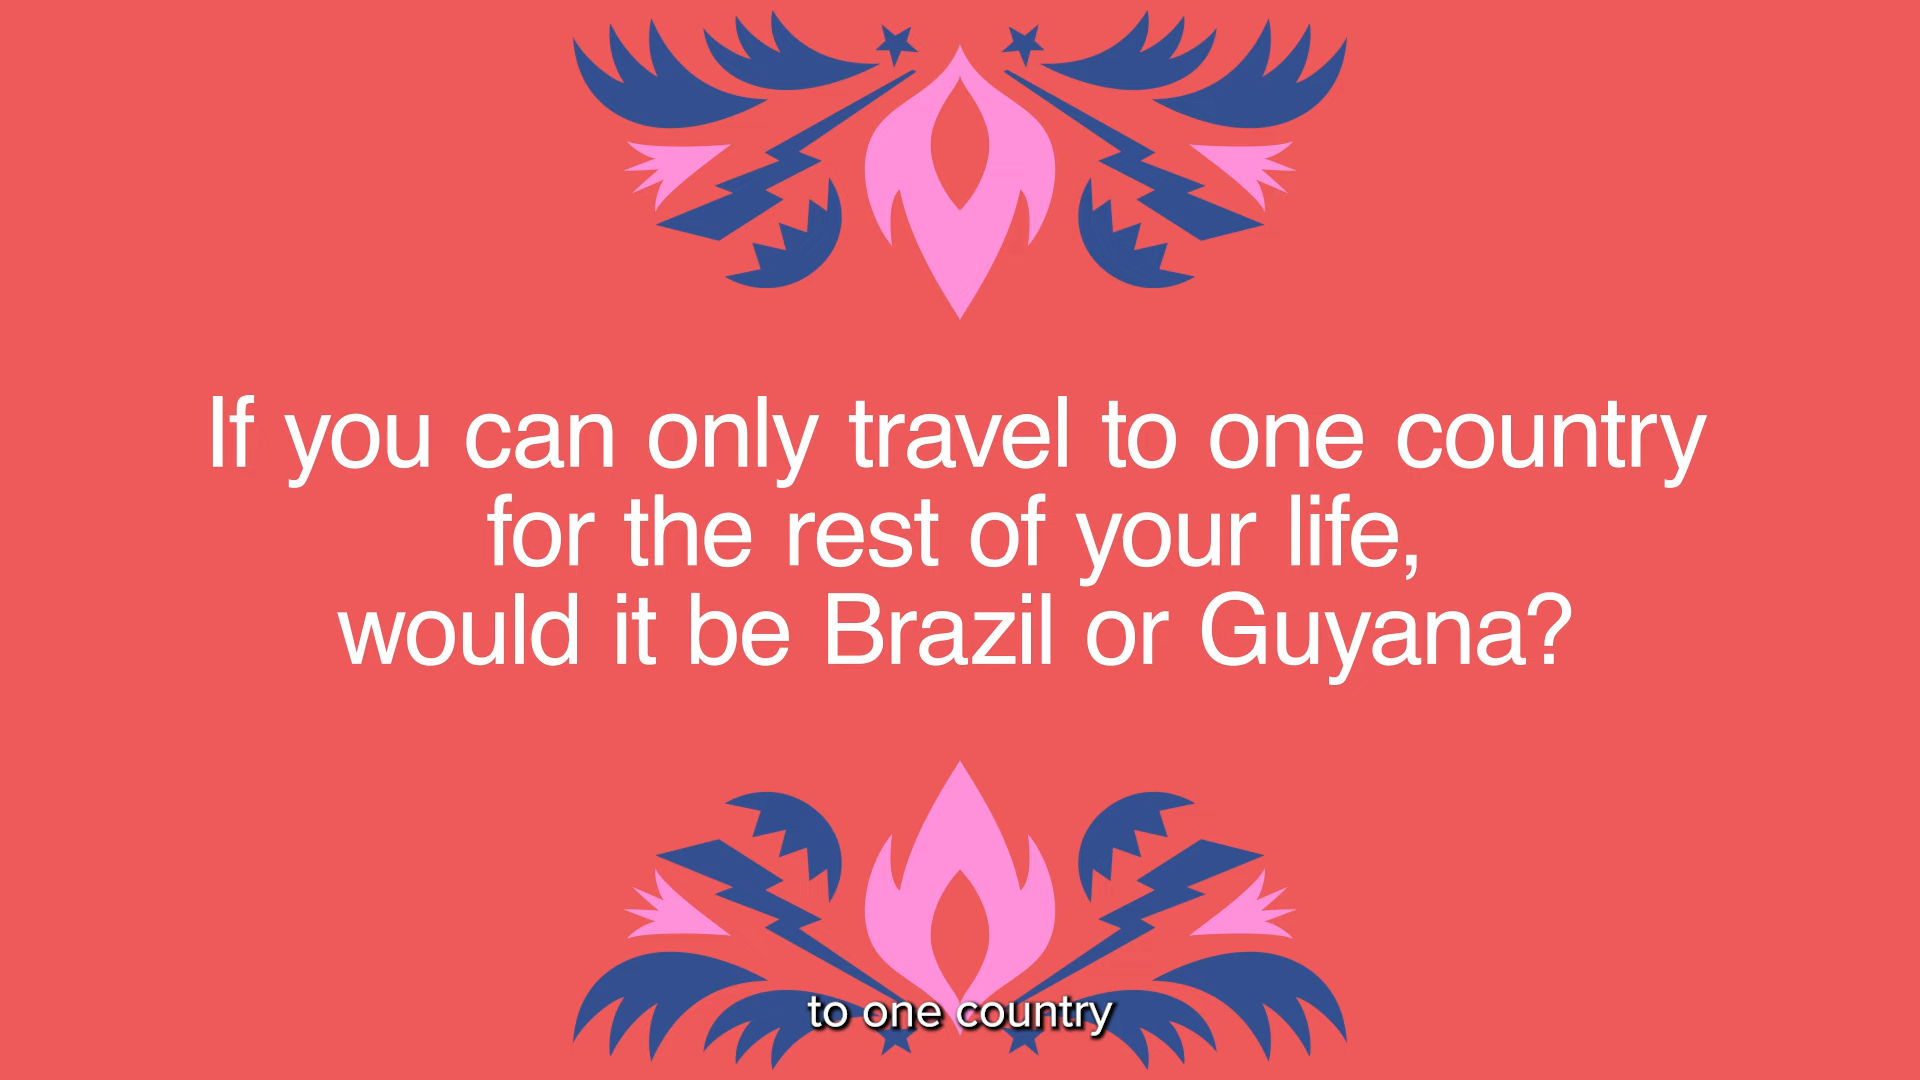 If you can only travel to one country
for the rest of your life,
would it be Brazil or Guyana?
to one country